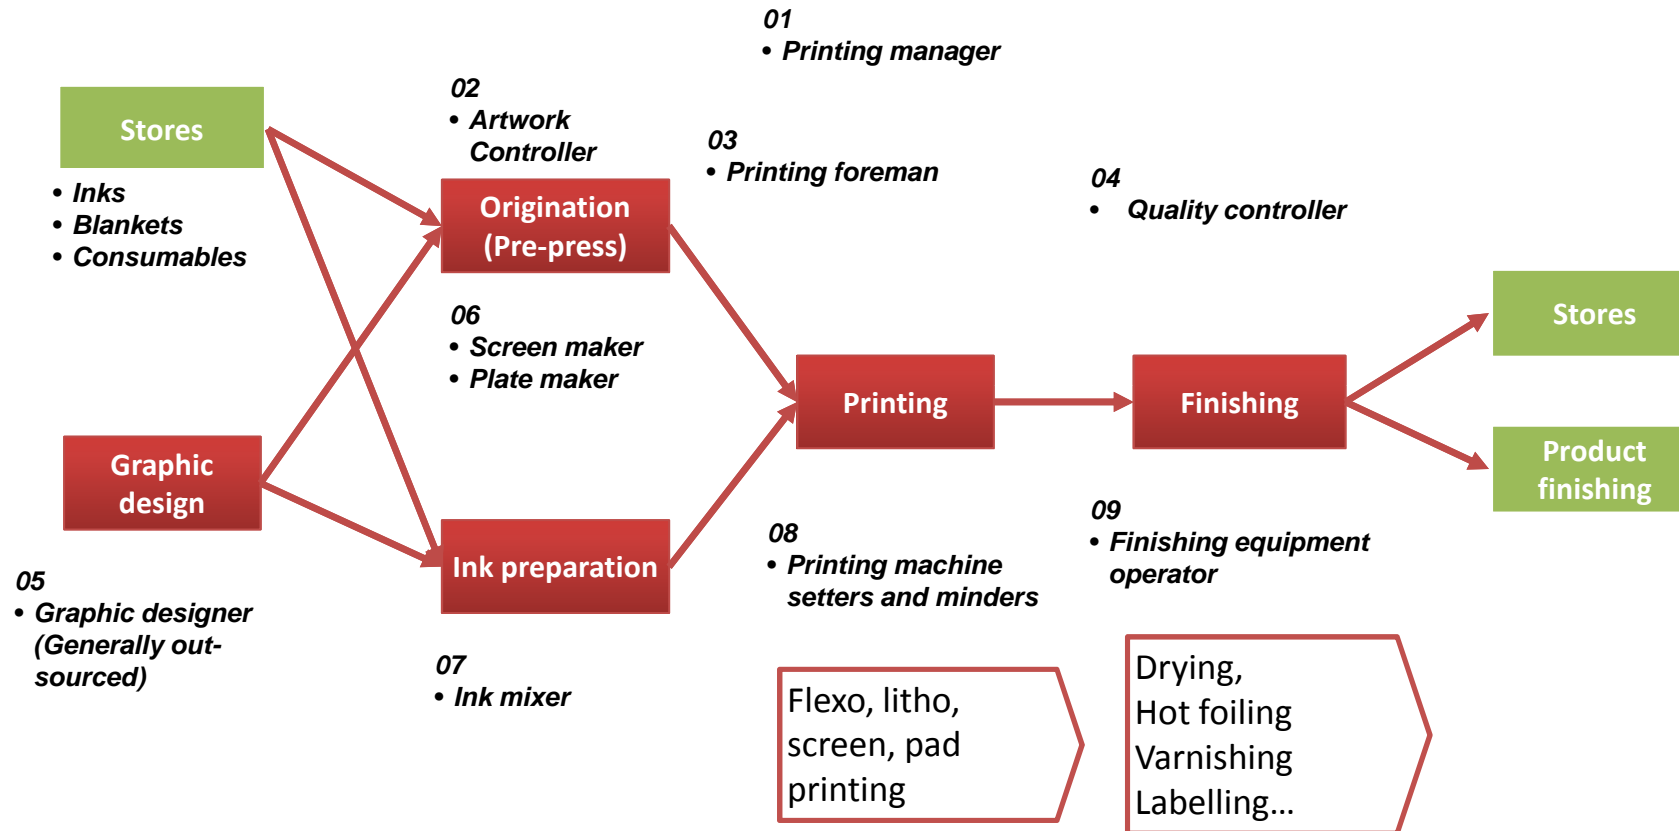 01
• Printing manager
02
• Artwork
Controller
Stores
03
• Printing foreman
04
• Quality controller
• Inks
• Blankets
• Consumables
Origination
(Pre-press)
06
• Screen maker
• Plate maker
Stores
Printing
Finishing
Graphic
design
Product
finishing
Ink preparation
05
• Graphic designer
(Generally out-
sourced)
07
• Ink mixer
08
• Printing machine
setters and minders
09
• Finishing equipment
operator
Flexo, litho,
screen, pad
printing
Drying,
Hot foiling
Varnishing
Labelling...